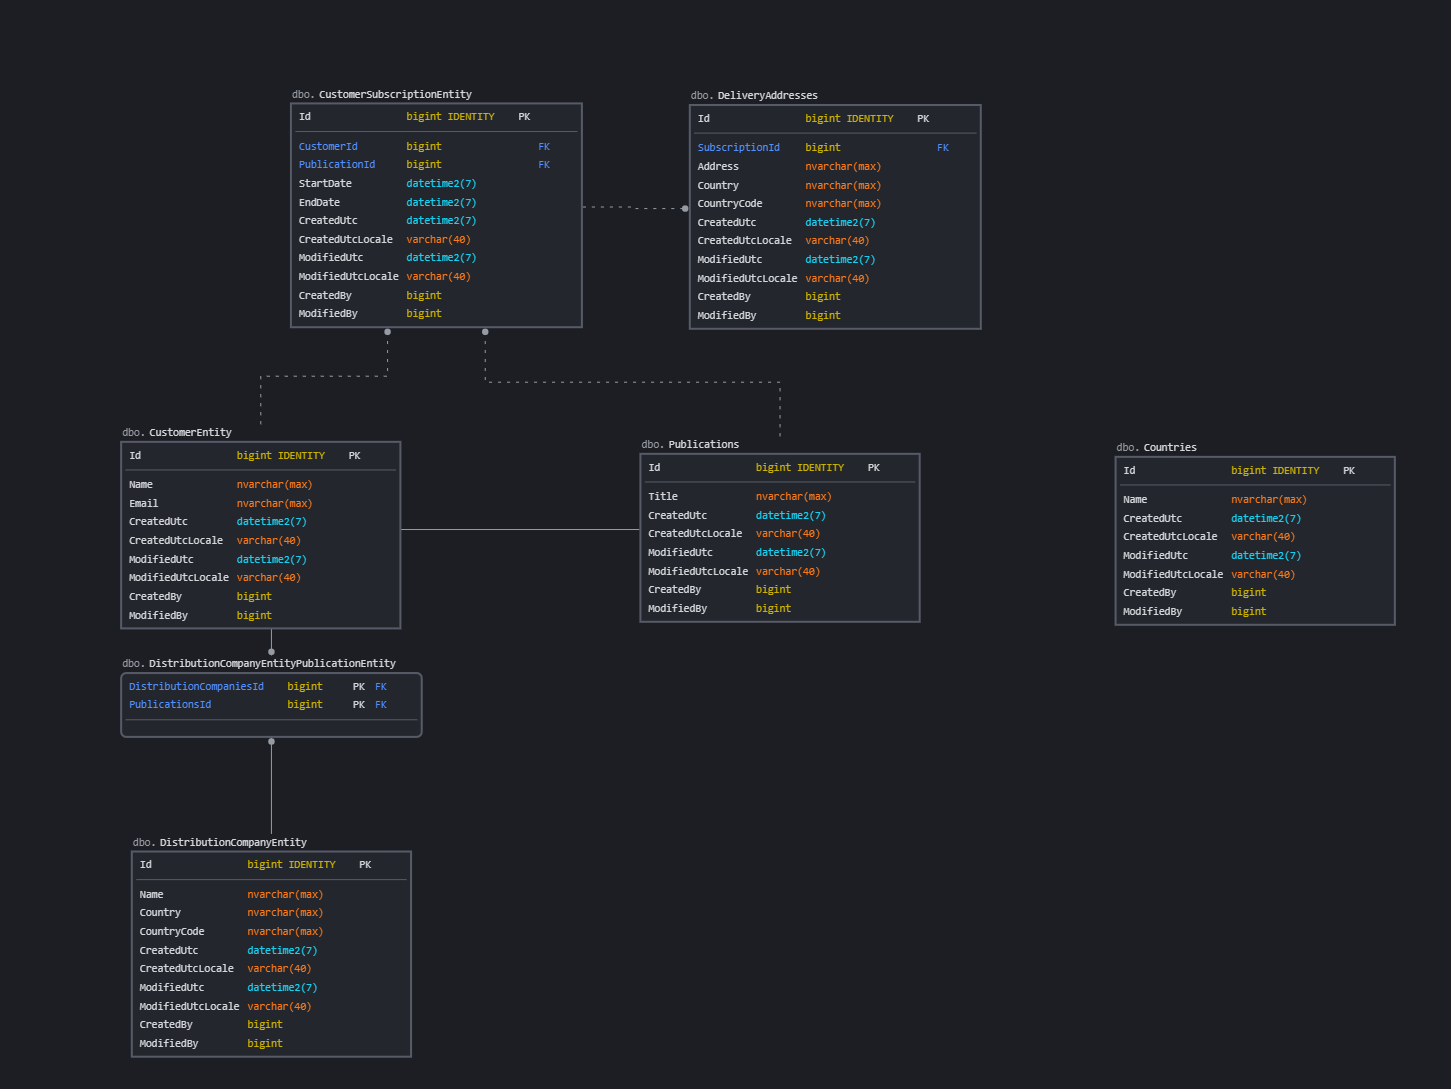 dbo. CustomerSubscriptionEntity
Id bigint IDENTITY PK
CustomerId bigint FK
PublicationId bigint FK
StartDate datetime2(7)
EndDate datetime2(7)
CreatedUtc datetime2(7)
CreatedUtcLocale varchar(40)
ModifiedUtc datetime2(7)
ModifiedUtcLocale varchar(40)
CreatedBy bigint
ModifiedBy bigint
dbo. DeliveryAddresses
Id bigint IDENTITY PK
SubscriptionId bigint FK
Address nvarchar(max)
Country nvarchar(max)
CountryCode nvarchar(max)
CreatedUtc datetime2(7)
CreatedUtcLocale varchar(40)
ModifiedUtc datetime2(7)
ModifiedUtcLocale varchar(40)
CreatedBy bigint
ModifiedBy bigint
dbo. CustomerEntity
Id bigint IDENTITY PK
Name nvarchar(max)
Email nvarchar(max)
CreatedUtc datetime2(7)
CreatedUtcLocale varchar(40)
ModifiedUtc datetime2(7)
ModifiedUtcLocale varchar(40)
CreatedBy bigint
ModifiedBy bigint
dbo. Publications
Id bigint IDENTITY PK
Title nvarchar(max)
CreatedUtc datetime2(7)
CreatedUtcLocale varchar(40)
ModifiedUtc datetime2(7)
ModifiedUtcLocale varchar(40)
CreatedBy bigint
ModifiedBy bigint
dbo. Countries
Id bigint IDENTITY PK
Name nvarchar(max)
CreatedUtc datetime2(7)
CreatedUtcLocale varchar(40)
ModifiedUtc datetime2(7)
ModifiedUtcLocale varchar(40)
CreatedBy bigint
ModifiedBy bigint
dbo. DistributionCompanyEntityPublicationEntity
DistributionCompaniesId bigint PK FK
PublicationsId bigint PK FK
dbo. DistributionCompanyEntity
Id bigint IDENTITY PK
Name nvarchar(max)
Country nvarchar(max)
CountryCode nvarchar(max)
CreatedUtc datetime2(7)
CreatedUtcLocale varchar(40)
ModifiedUtc datetime2(7)
ModifiedUtcLocale varchar(40)
CreatedBy bigint
ModifiedBy bigint